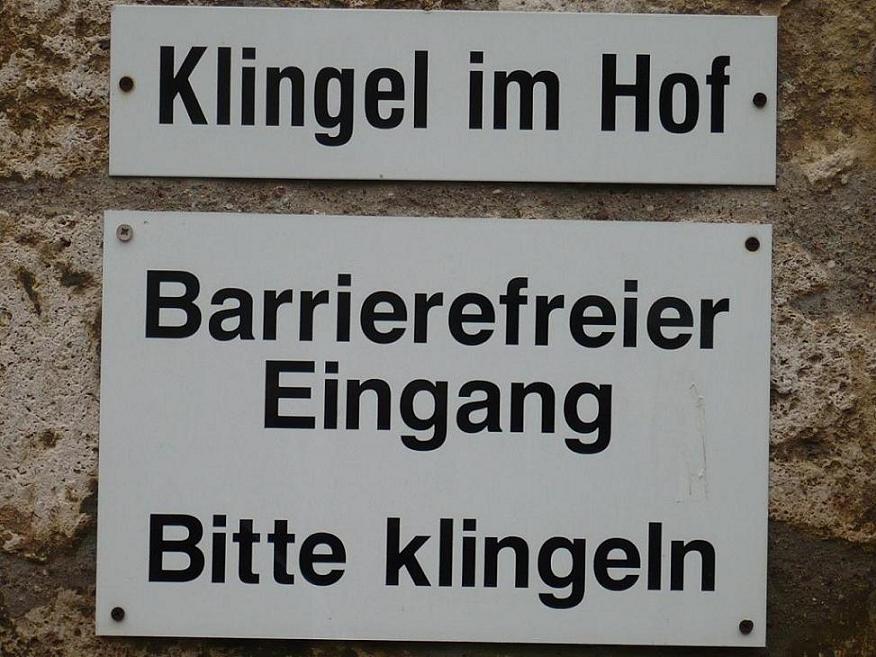 Klingel im Hof
Barrierefreier
Eingang
Bitte klingeln